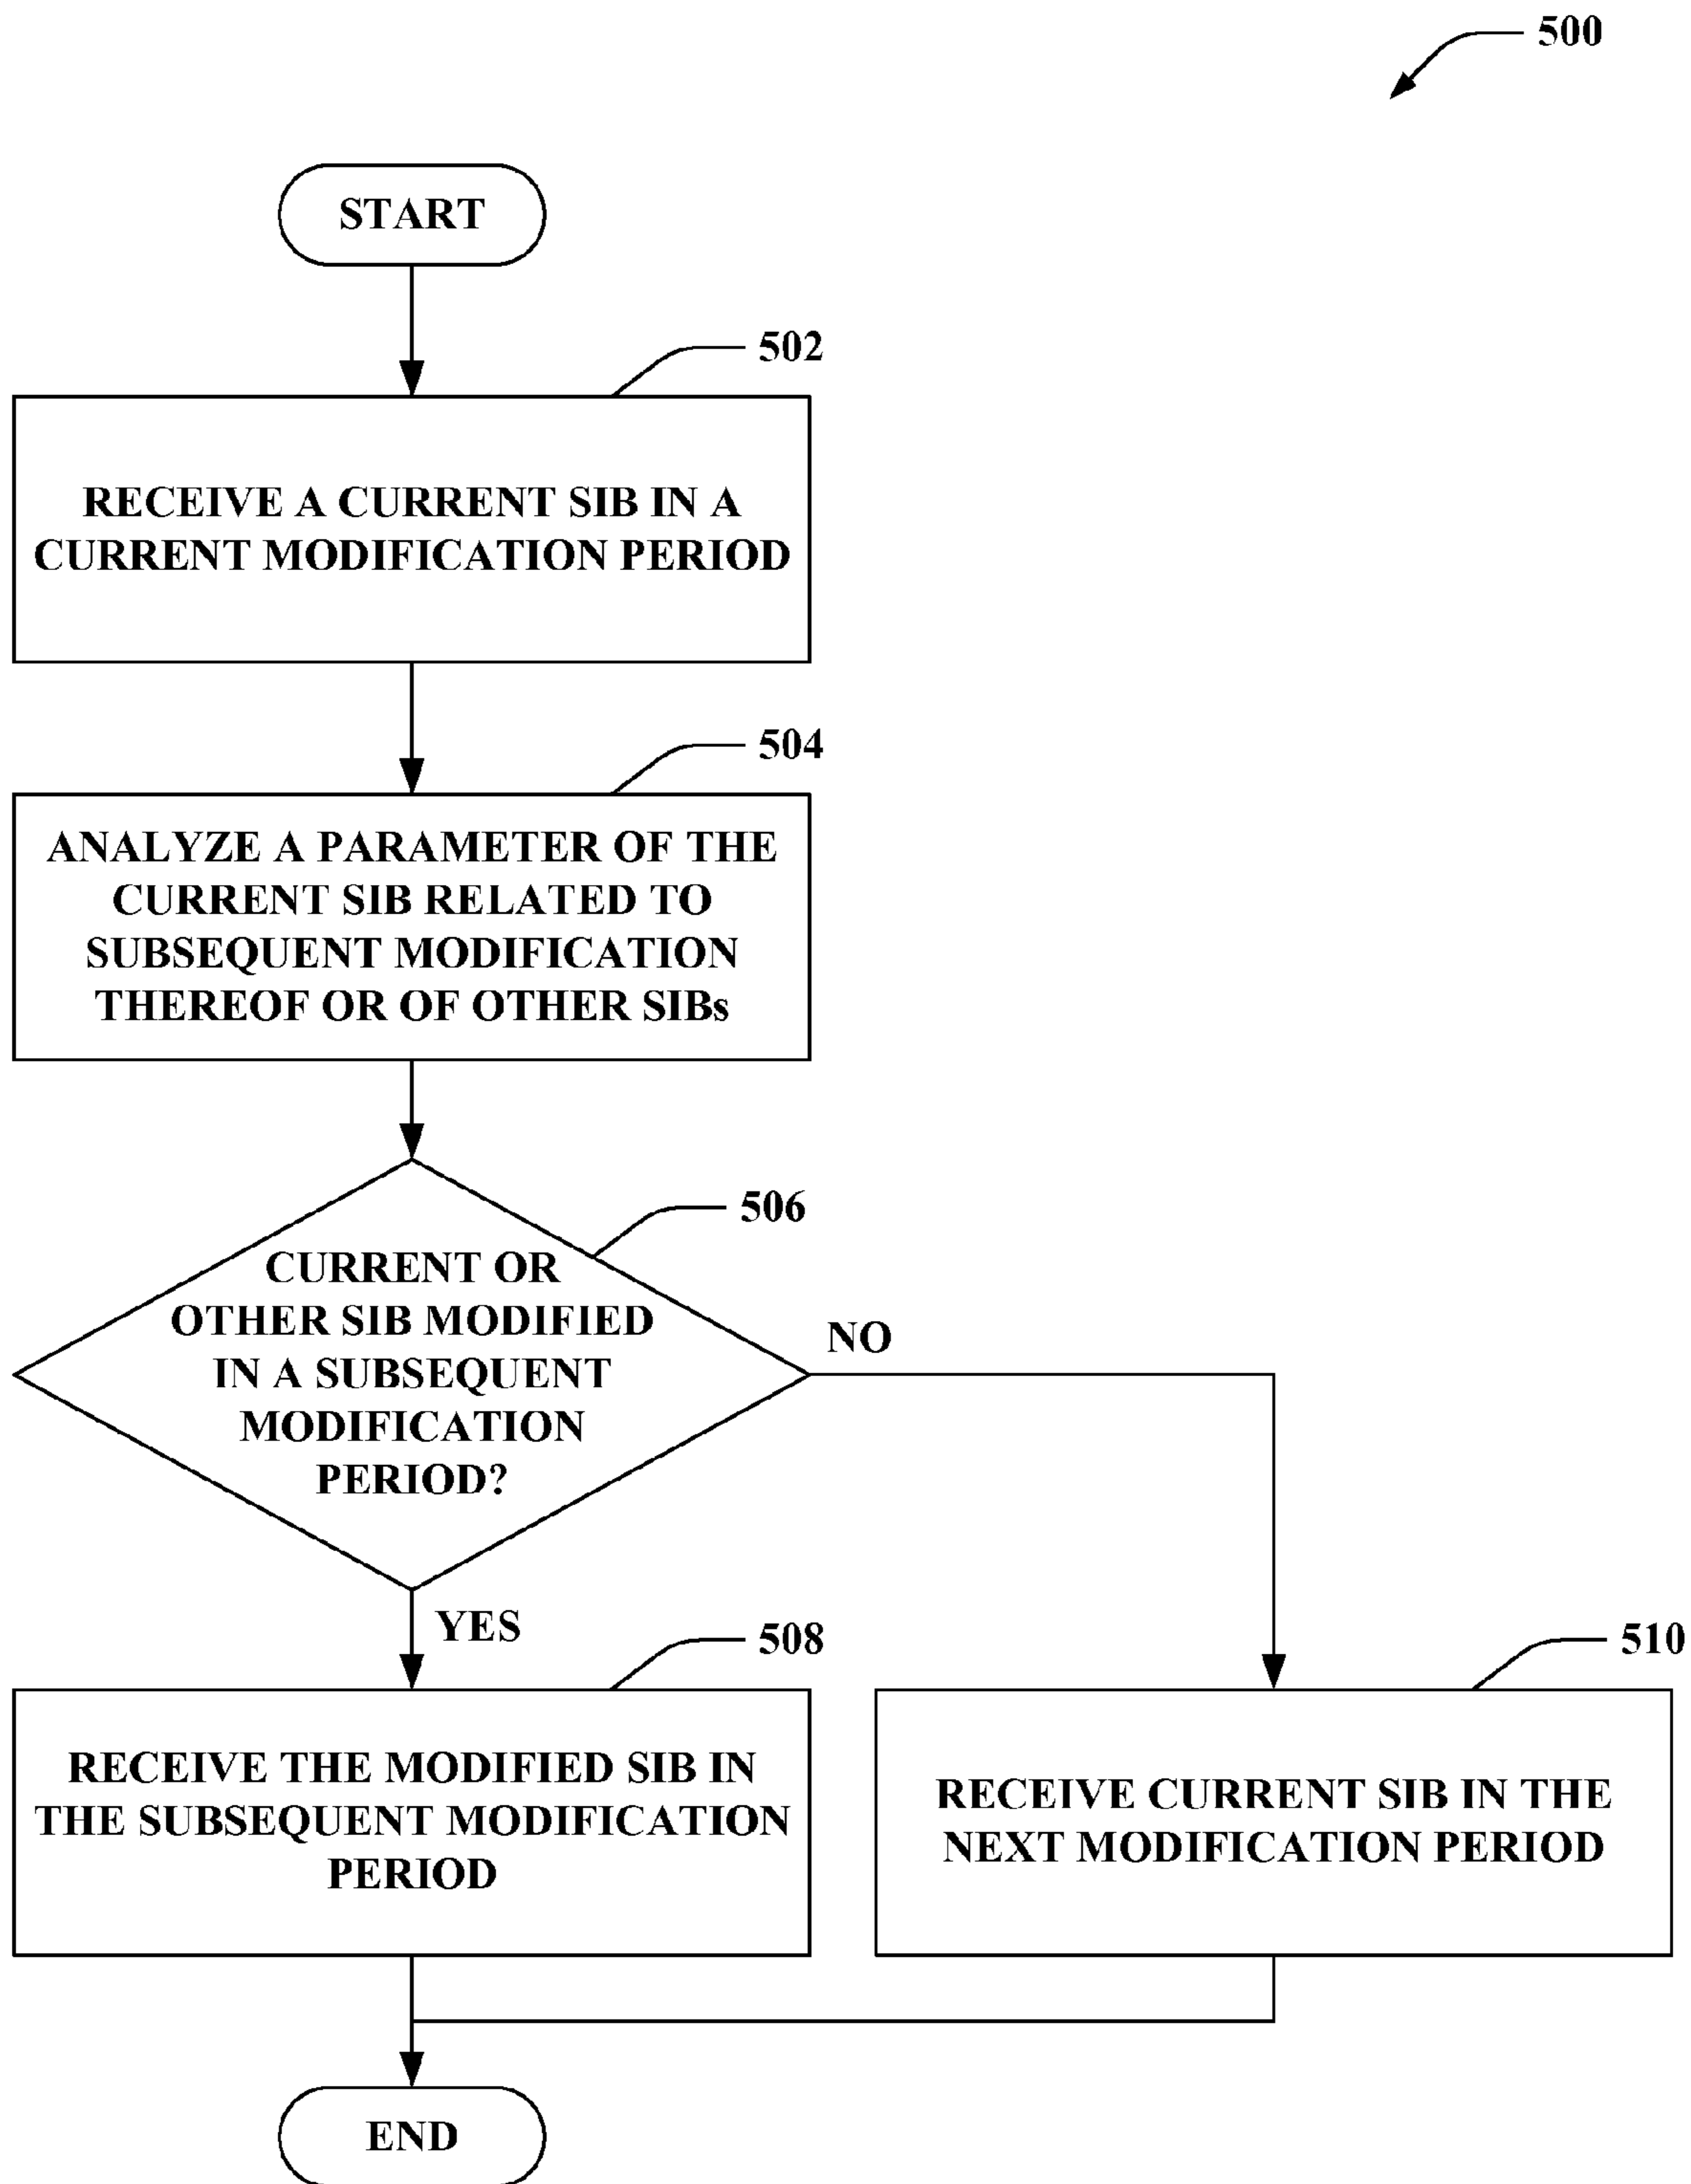 500
START
502
RECEIVE A CURRENT SIB IN A
CURRENT MODIFICATION PERIOD
504
ANALYZE A PARAMETER OF THE
CURRENT SIB RELATED TO
SUBSEQUENT MODIFICATION
THEREOF OR OF OTHER SIBs
506
CURRENT OR
OTHER SIB MODIFIED
IN A SUBSEQUENT
MODIFICATION
PERIOD?
NO
YES
508
RECEIVE THE MODIFIED SIB IN
THE SUBSEQUENT MODIFICATION
PERIOD
510
RECEIVE CURRENT SIB IN THE
NEXT MODIFICATION PERIOD
END